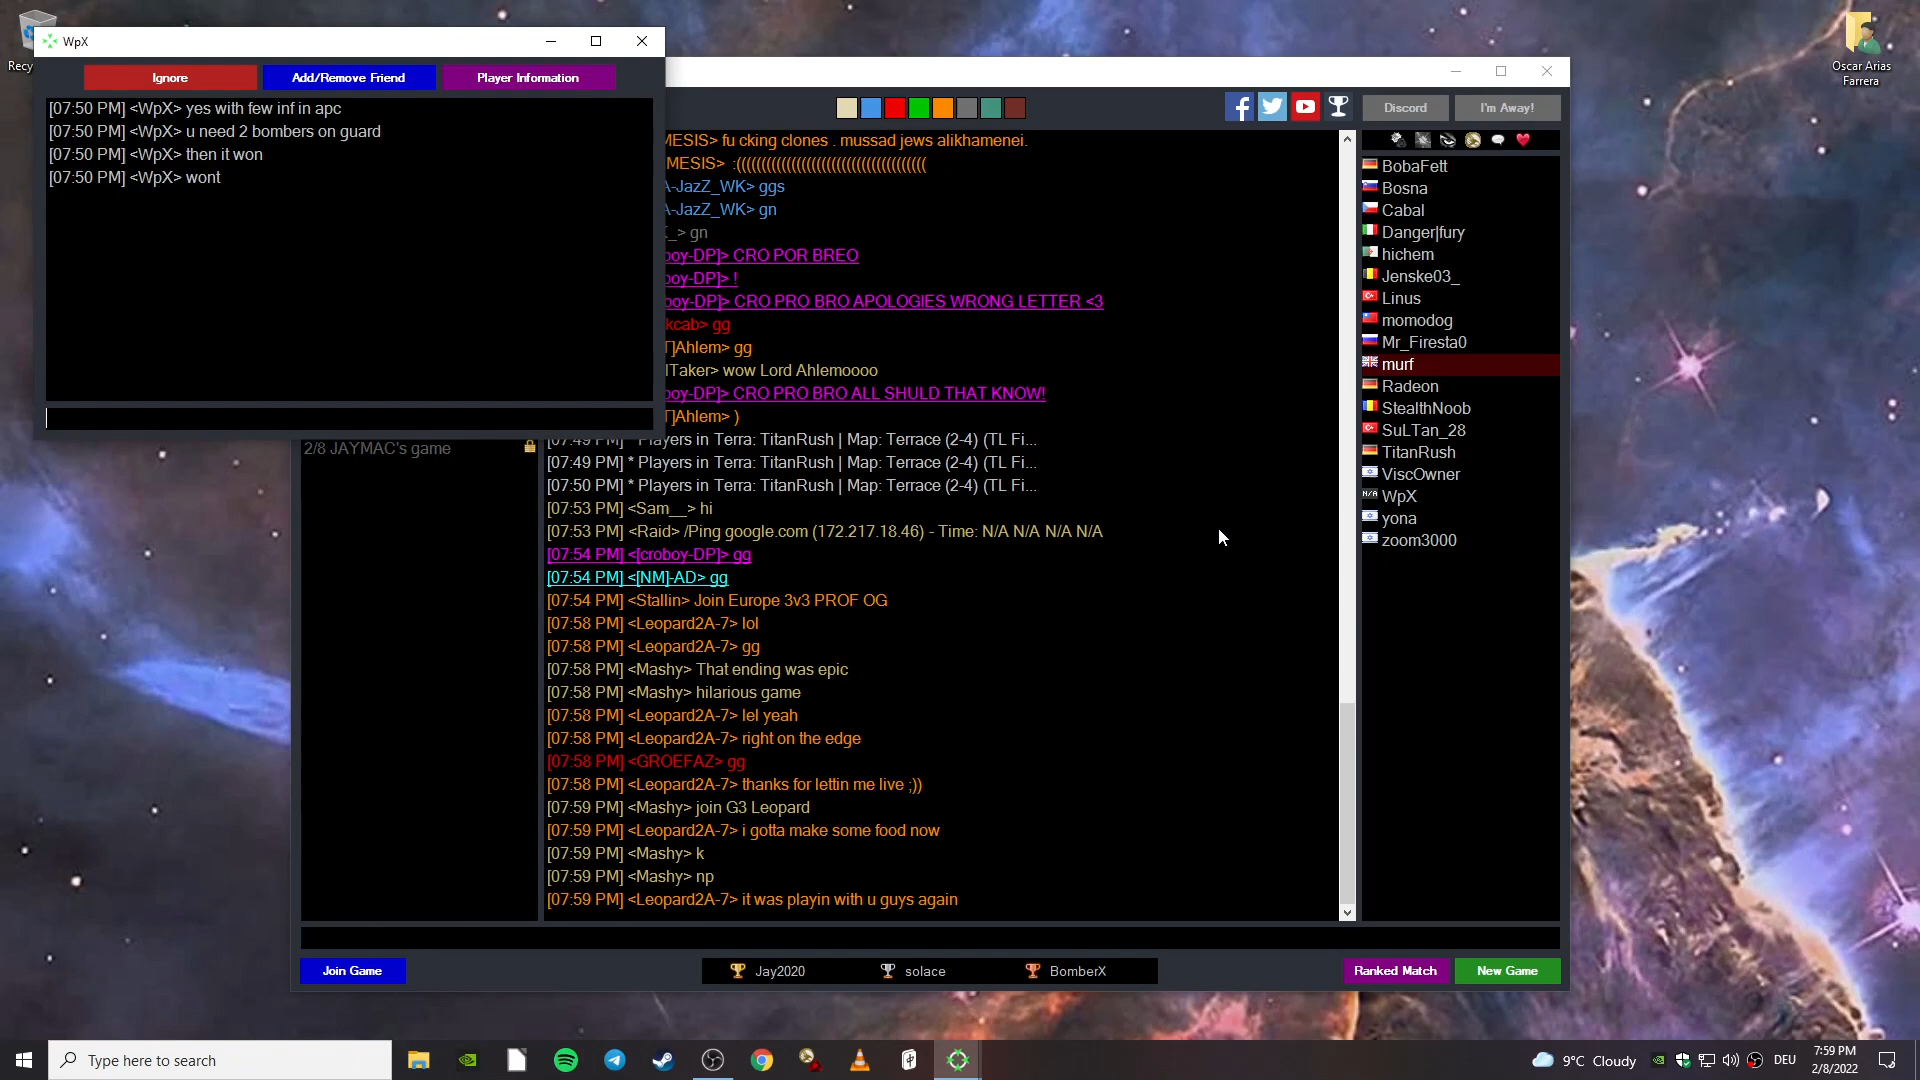 Recy
WpX
Ignore
Add/Remove Friend
Player Information
[07:50 PM] <WpX> yes with few inf in apc
[07:50 PM] <WpX> u need 2 bombers on guard
[07:50 PM] <WpX> then it won
[07:50 PM] <WpX> wont
Oscar Arias
Farrera
Discord
I'm Away!
MESIS> fu cking clones . mussad jews alikhamenei.
MESIS> :((((((((((((((((((((((((((((((((((((((
A-JazZ_WK> ggs
A-JazZ_WK> gn
_> gn
boy-DP]> CRO POR BREO
boy-DP]> !
boy-DP]> CRO PRO BRO APOLOGIES WRONG LETTER <3
kcab> gg
]Ahlem> gg
lTaker> wow Lord Ahlemoooo
boy-DP]> CRO PRO BRO ALL SHULD THAT KNOW!
]Ahlem> )
[07:49 PM] * Players in Terra: TitanRush | Map: Terrace (2-4) (TL Fi...
[07:49 PM] * Players in Terra: TitanRush | Map: Terrace (2-4) (TL Fi...
[07:50 PM] * Players in Terra: TitanRush | Map: Terrace (2-4) (TL Fi...
[07:53 PM] <Sam__> hi
[07:53 PM] <Raid> /Ping google.com (172.217.18.46) - Time: N/A N/A N/A N/A
[07:54 PM] <[croboy-DP]> gg
[07:54 PM] <[NM]-AD> gg
[07:54 PM] <Stallin> Join Europe 3v3 PROF OG
[07:58 PM] <Leopard2A-7> lol
[07:58 PM] <Leopard2A-7> gg
[07:58 PM] <Mashy> That ending was epic
[07:58 PM] <Mashy> hilarious game
[07:58 PM] <Leopard2A-7> lel yeah
[07:58 PM] <Leopard2A-7> right on the edge
[07:58 PM] <GROEFAZ> gg
[07:58 PM] <Leopard2A-7> thanks for lettin me live ;))
[07:59 PM] <Mashy> join G3 Leopard
[07:59 PM] <Leopard2A-7> i gotta make some food now
[07:59 PM] <Mashy> k
[07:59 PM] <Mashy> np
[07:59 PM] <Leopard2A-7> it was playin with u guys again
2/8 JAYMAC's game
BobaFett
Bosna
Cabal
Danger|fury
hichem
Jenske03_
Linus
momodog
Mr_Firesta0
murf
Radeon
StealthNoob
SuLTan_28
TitanRush
ViscOwner
N/A WpX
yona
zoom3000
Join Game
Jay2020
solace
BomberX
Ranked Match
New Game
Type here to search
9°C Cloudy
DEU
7:59 PM
2/8/2022